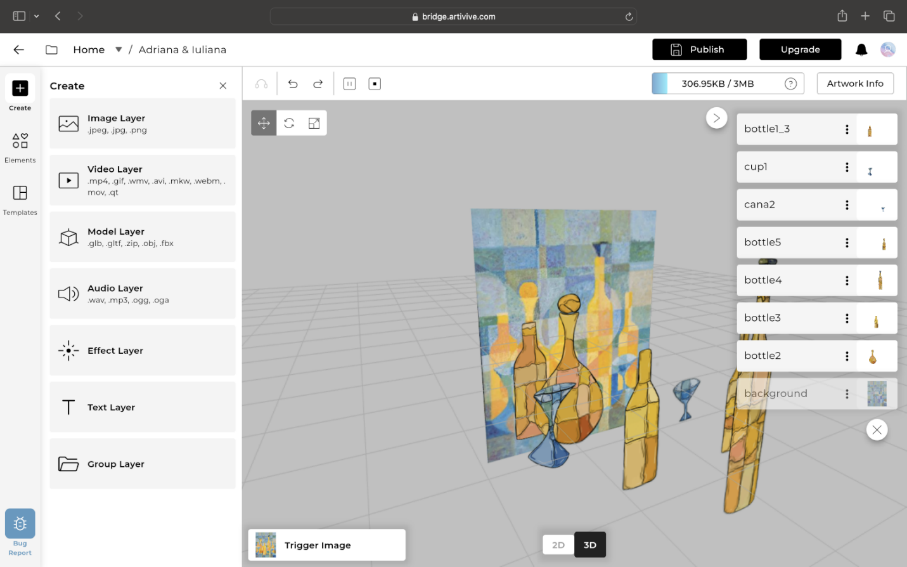 bridge.artivive.com
Home / Adriana & Iuliana
Publish
Upgrade
Create
Elements
Templates
Bug
Report
Create
Image Layer
.jpeg, .jpg, .png
Video Layer
.mp4, .gif, .wmv, .avi, .mkw, .webm, .
mov, .qt
Model Layer
.glb, .gltf, .zip, .obj, .fbx
Audio Layer
.wav, .mp3, .ogg, .oga
Effect Layer
Text Layer
Group Layer
306.95KB / 3MB
?
Artwork Info
bottle1_3
cup1
cana2
bottle5
bottle4
bottle3
bottle2
background
Trigger Image
2D
3D